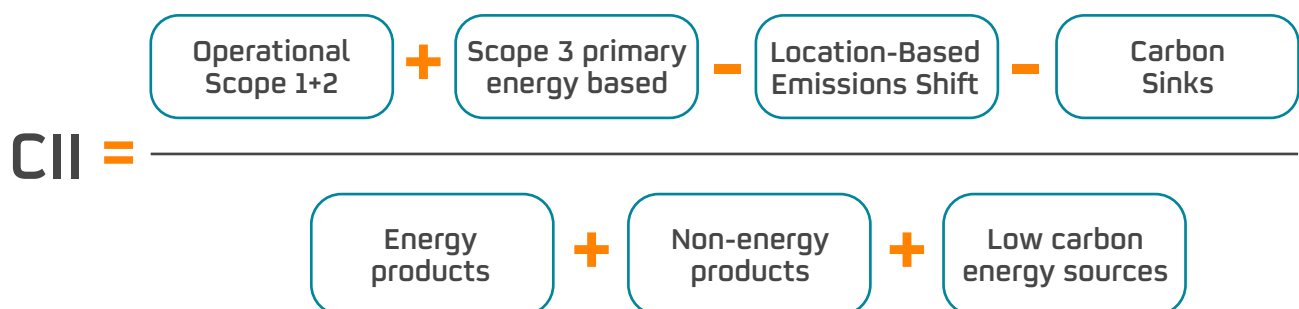 Operational
Scope 1+2
+
Scope 3 primary
energy based
-
Location-Based
Emissions Shift
-
Carbon
Sinks
CII =
Energy
products
+
Non-energy
products
+
Low carbon
energy sources